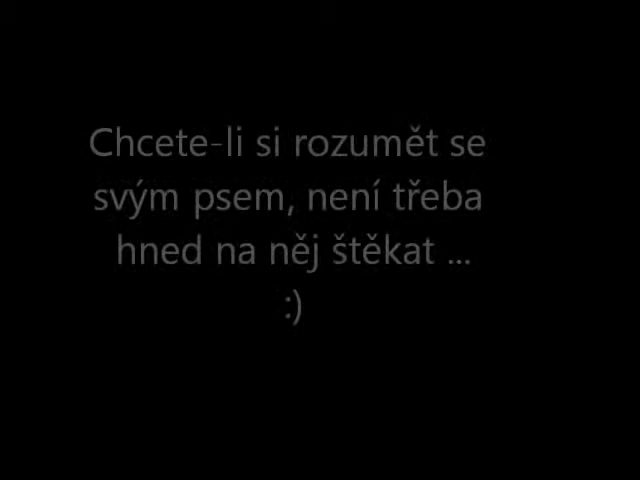 Chcete-li si rozumět se
svým psem, není třeba
hned na něj štěkat ...
:)